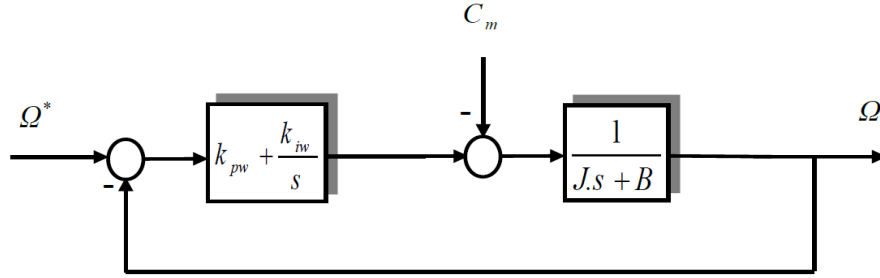 C_m
Ω*
-
k_pw + k_iw/s
-
1/(J.s + B)
Ω